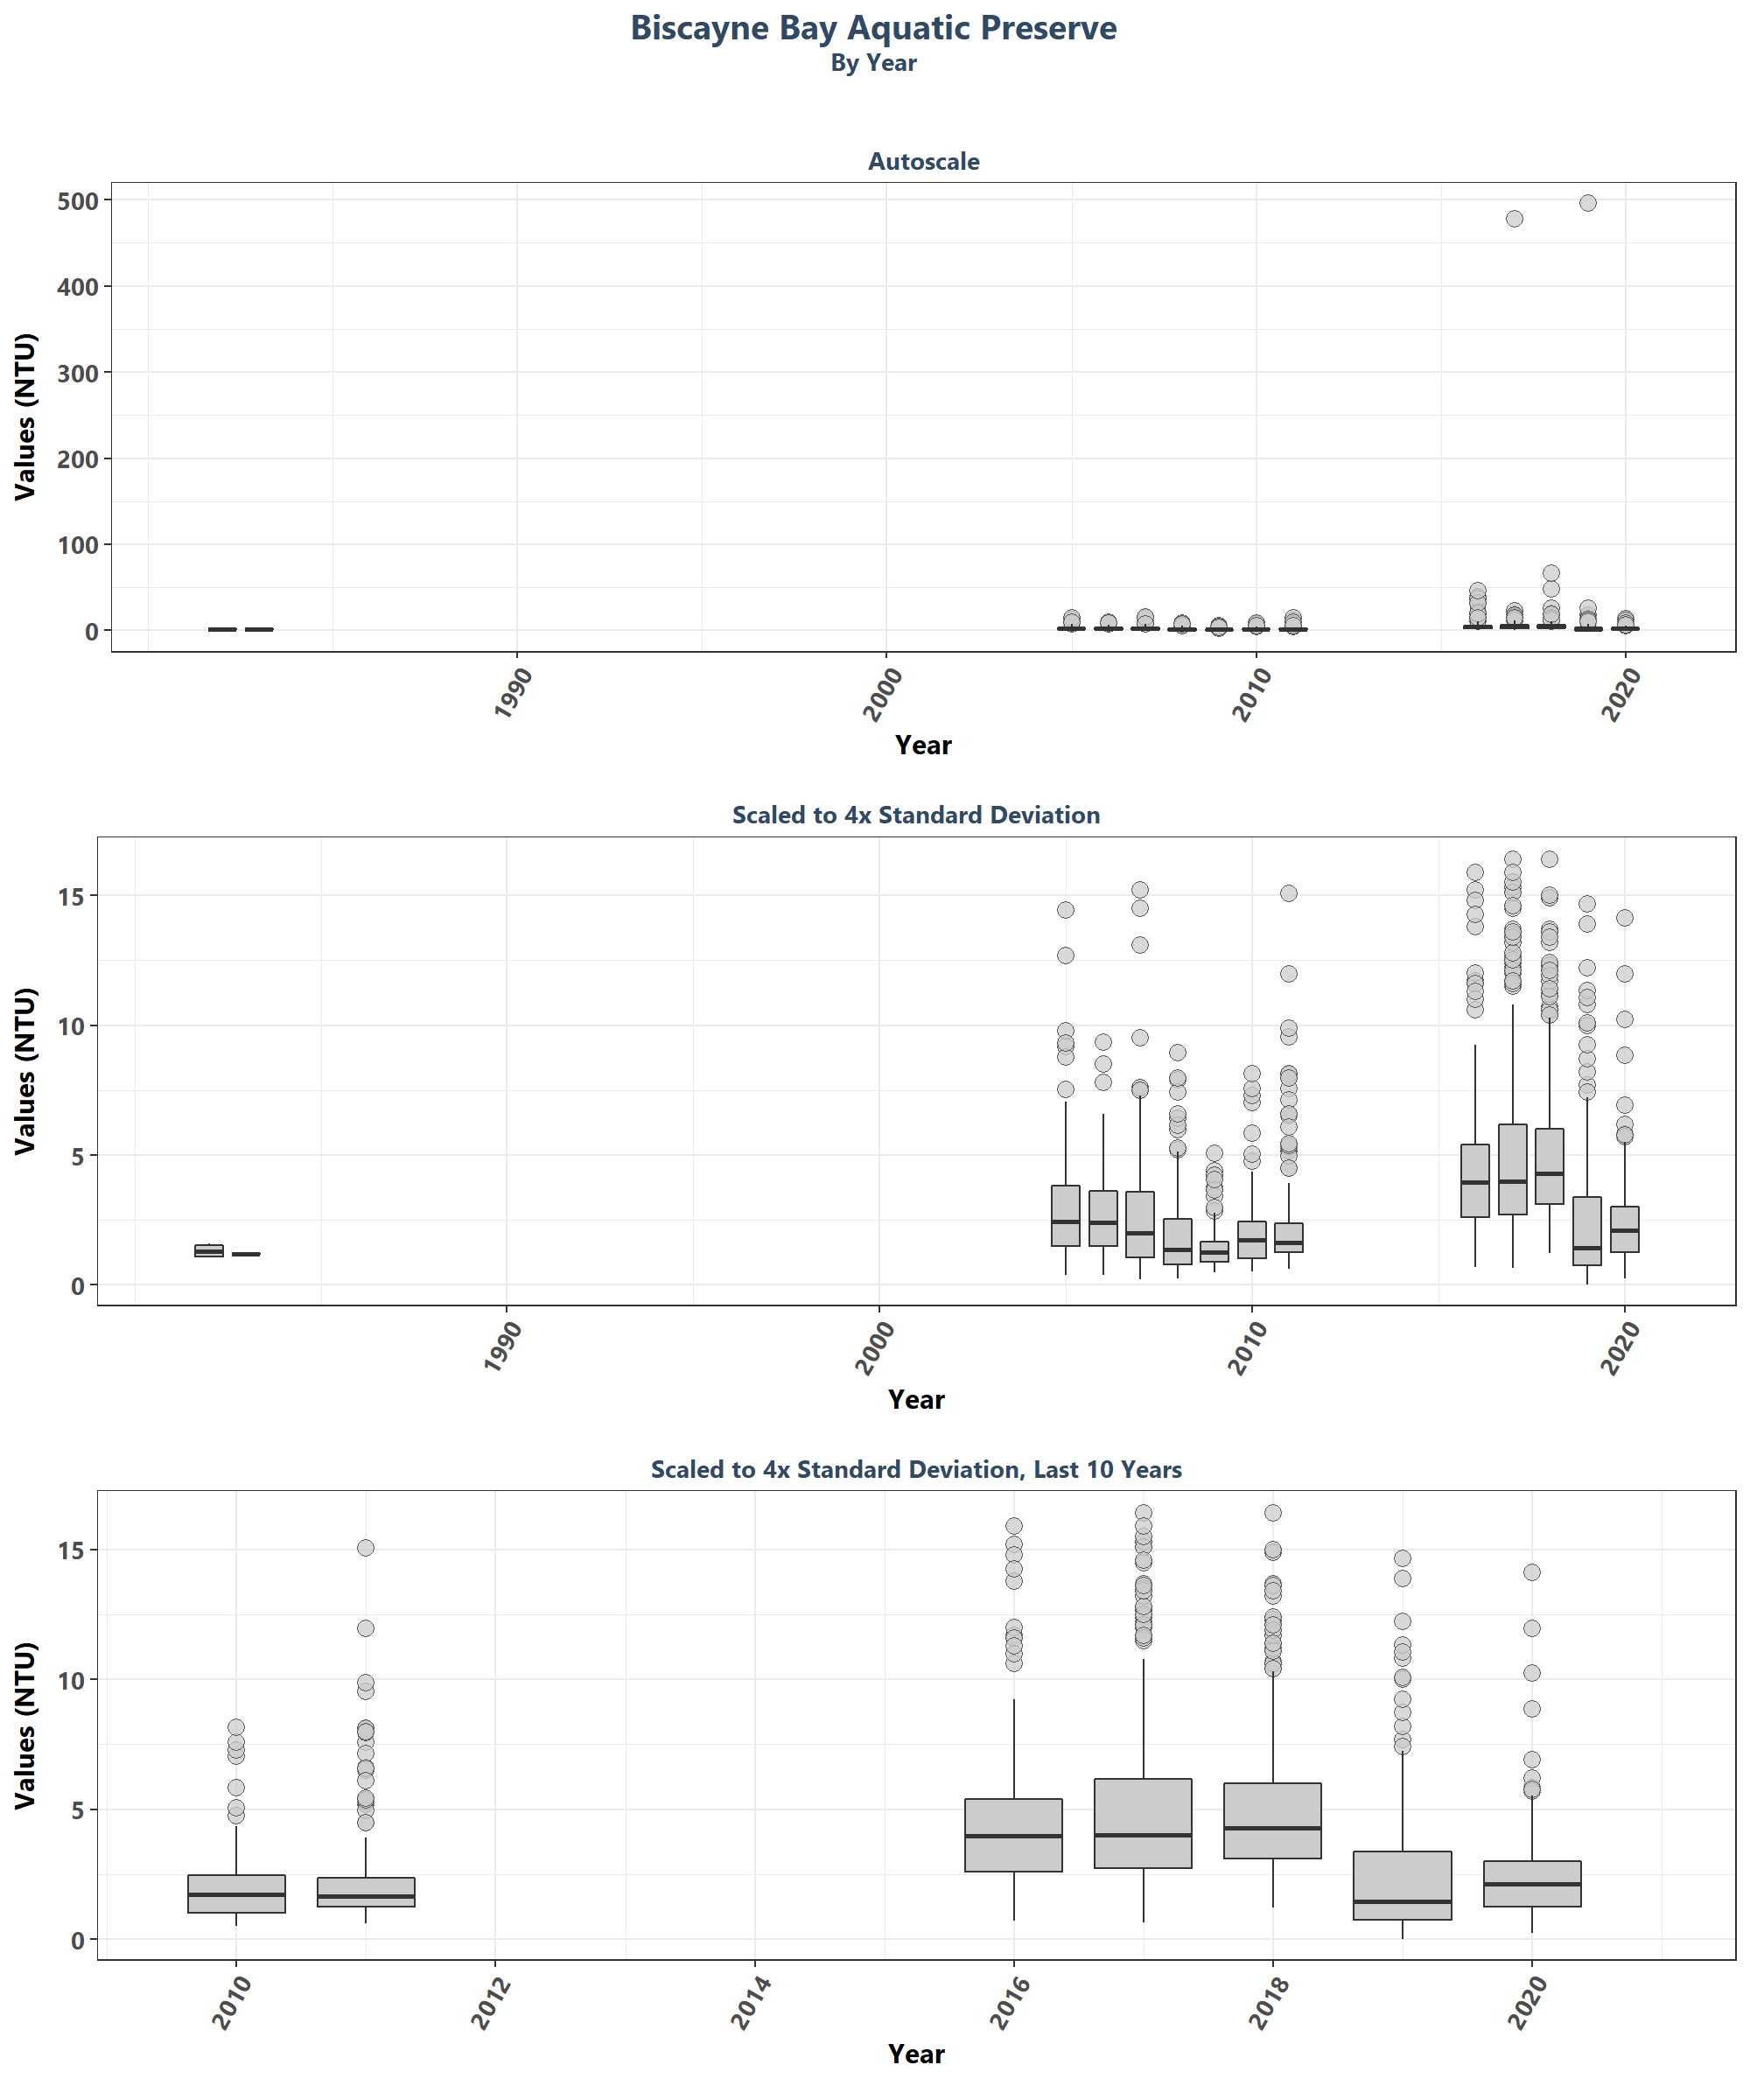 Biscayne Bay Aquatic Preserve
By Year
Autoscale
Values (NTU)
500
400
300
200
100
0
1990
2000
2010
2020
Year
Scaled to 4x Standard Deviation
Values (NTU)
15
10
5
0
1990
2000
2010
2020
Year
Scaled to 4x Standard Deviation, Last 10 Years
Values (NTU)
15
10
5
0
2010
2012
2014
2016
2018
2020
Year